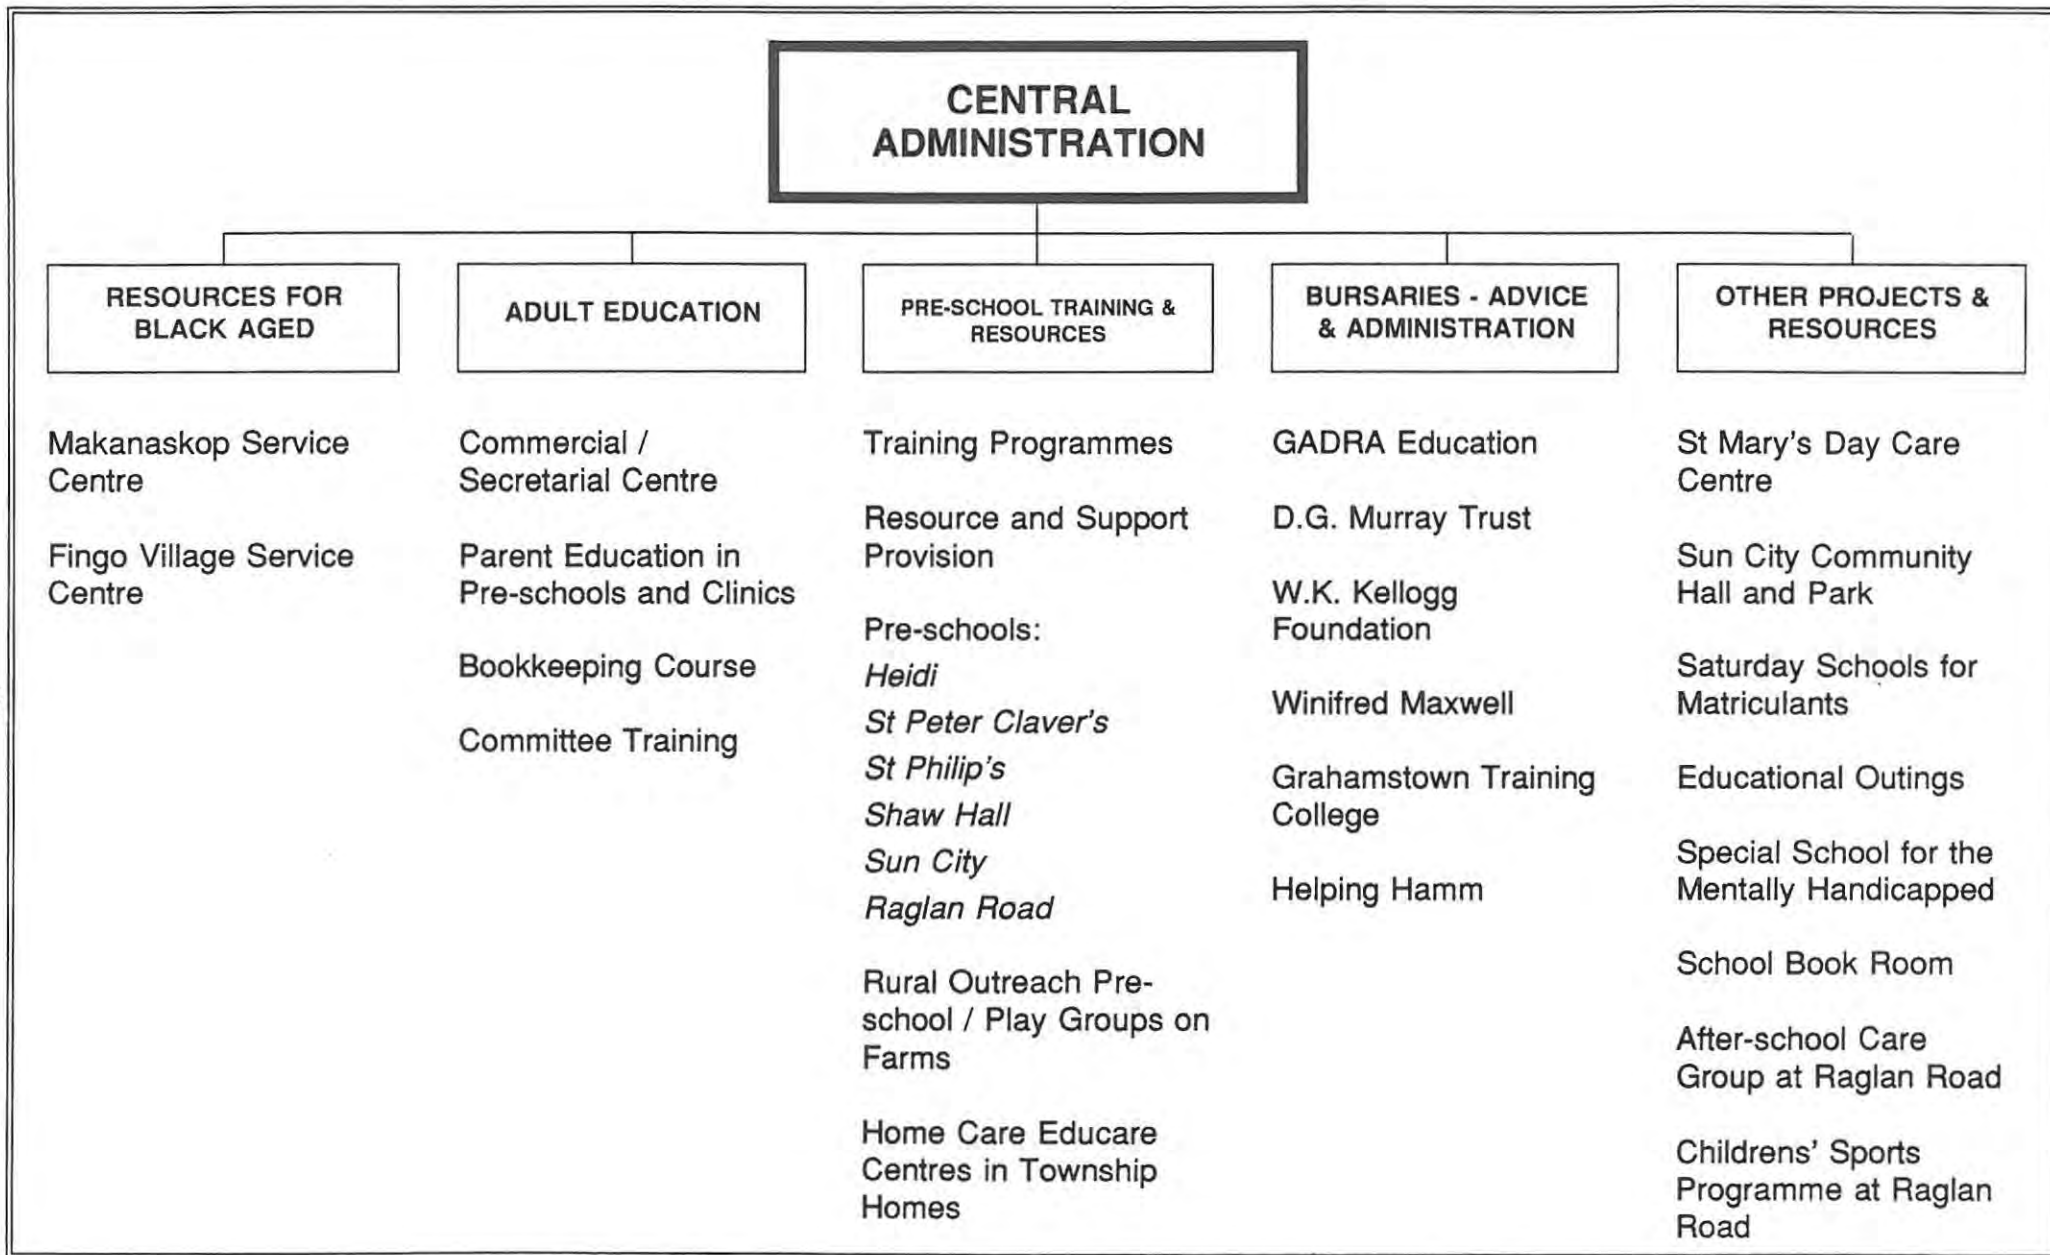 CENTRAL
ADMINISTRATION
RESOURCES FOR
BLACK AGED
Makanaskop Service
Centre
Fingo Village Service
Centre
ADULT EDUCATION
Commercial /
Secretarial Centre
Parent Education in
Pre-schools and Clinics
Bookkeeping Course
Committee Training
PRE-SCHOOL TRAINING &
RESOURCES
Training Programmes
Resource and Support
Provision
Pre-schools:
Heidi
St Peter Claver's
St Philip's
Shaw Hall
Sun City
Raglan Road
Rural Outreach Pre-
school / Play Groups on
Farms
Home Care Educare
Centres in Township
Homes
BURSARIES - ADVICE
& ADMINISTRATION
GADRA Education
D.G. Murray Trust
W.K. Kellogg
Foundation
Winifred Maxwell
Grahamstown Training
College
Helping Hamm
OTHER PROJECTS &
RESOURCES
St Mary's Day Care
Centre
Sun City Community
Hall and Park
Saturday Schools for
Matriculants
Educational Outings
Special School for the
Mentally Handicapped
School Book Room
After-school Care
Group at Raglan Road
Childrens' Sports
Programme at Raglan
Road